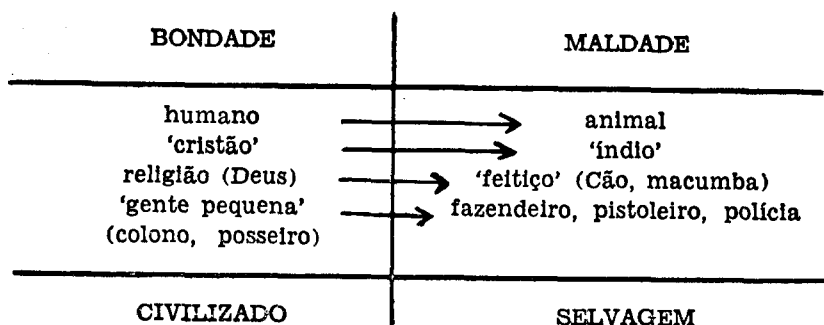 BONDADE MALDADE
humano animal
'cristão' 'índio'
religião (Deus) 'feitiço' (Cão, macumba)
'gente pequena' fazendeiro, pistoleiro, polícia
(colono, posseiro)
CIVILIZADO SELVAGEM